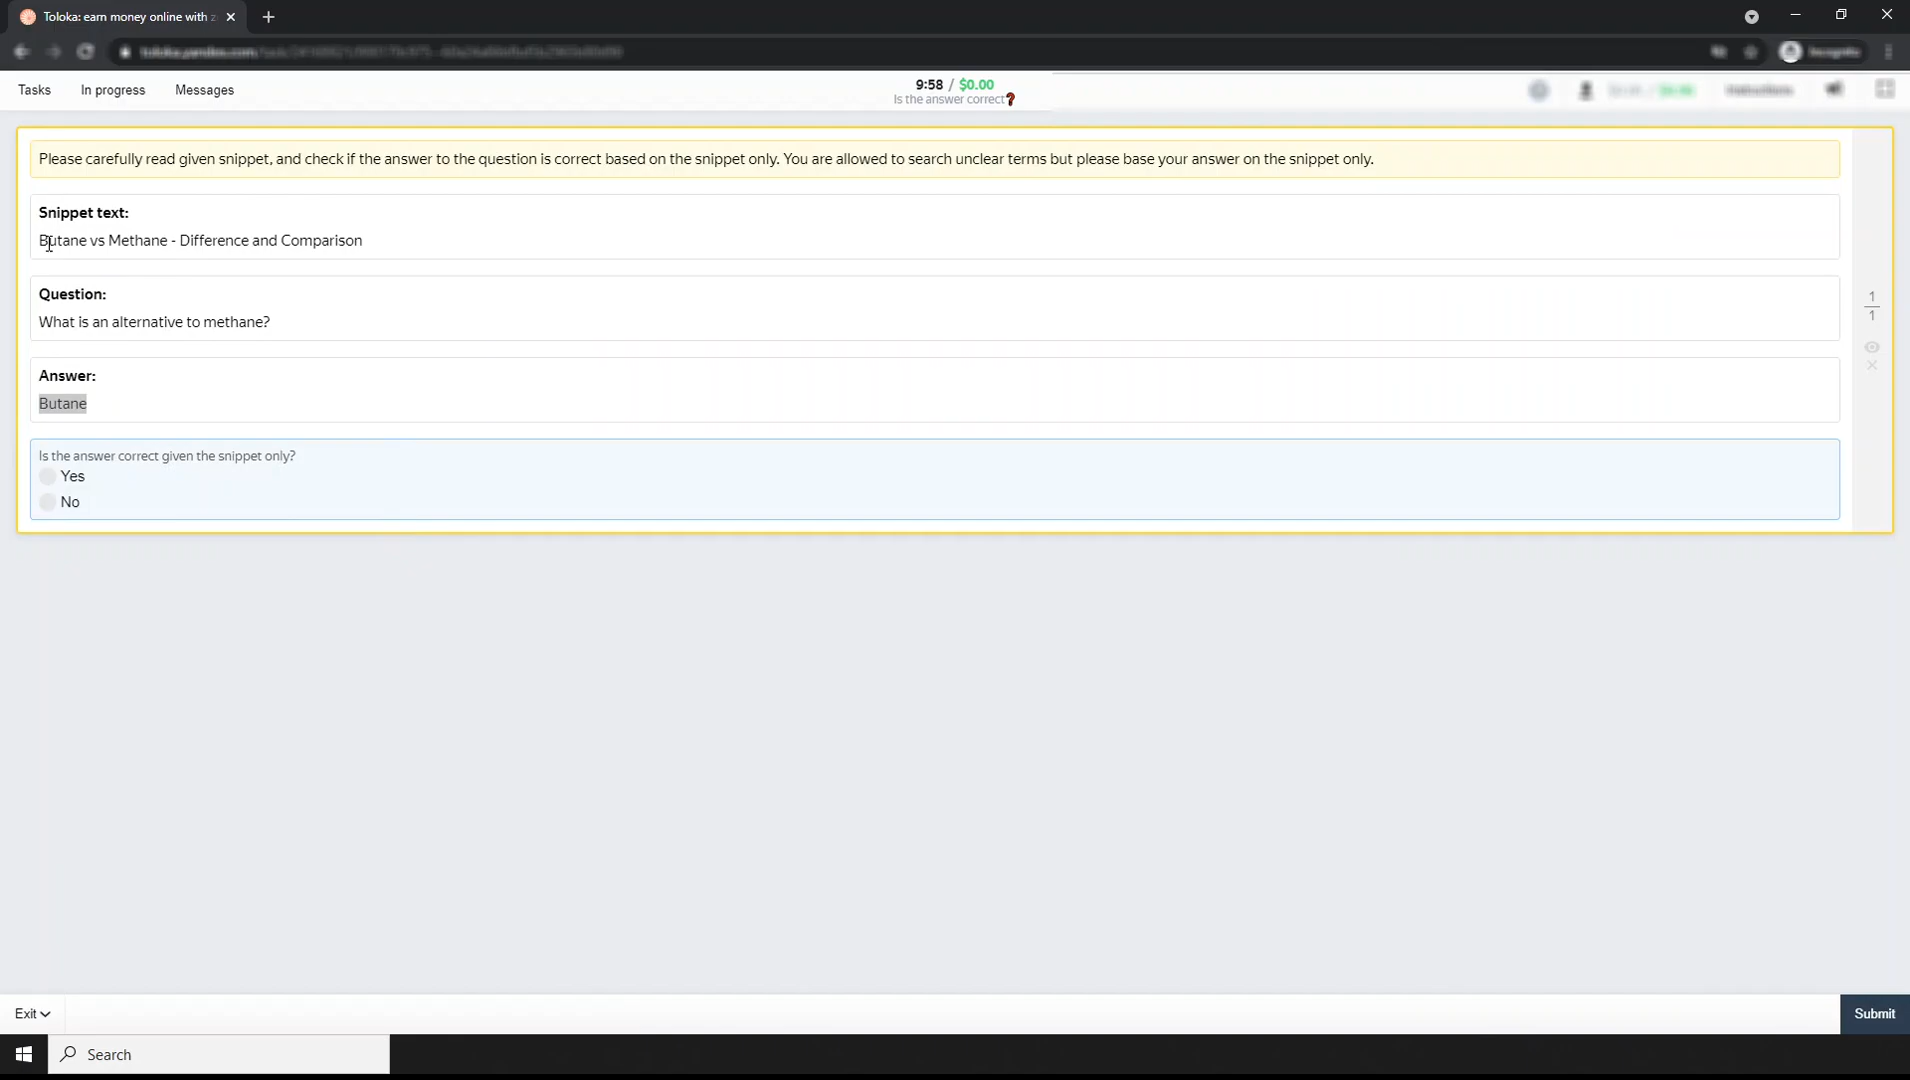 Toloka: earn money online with
Tasks
In progress
Messages
9:58 / $0.00
Is the answer correct❓
Please carefully read given snippet, and check if the answer to the question is correct based on the snippet only. You are allowed to search unclear terms but please base your answer on the snippet only.
Snippet text:
Butane vs Methane - Difference and Comparison
Question:
What is an alternative to methane?
1
1
Answer:
Butane
Is the answer correct given the snippet only?
Yes
No
Exit
Submit
Search